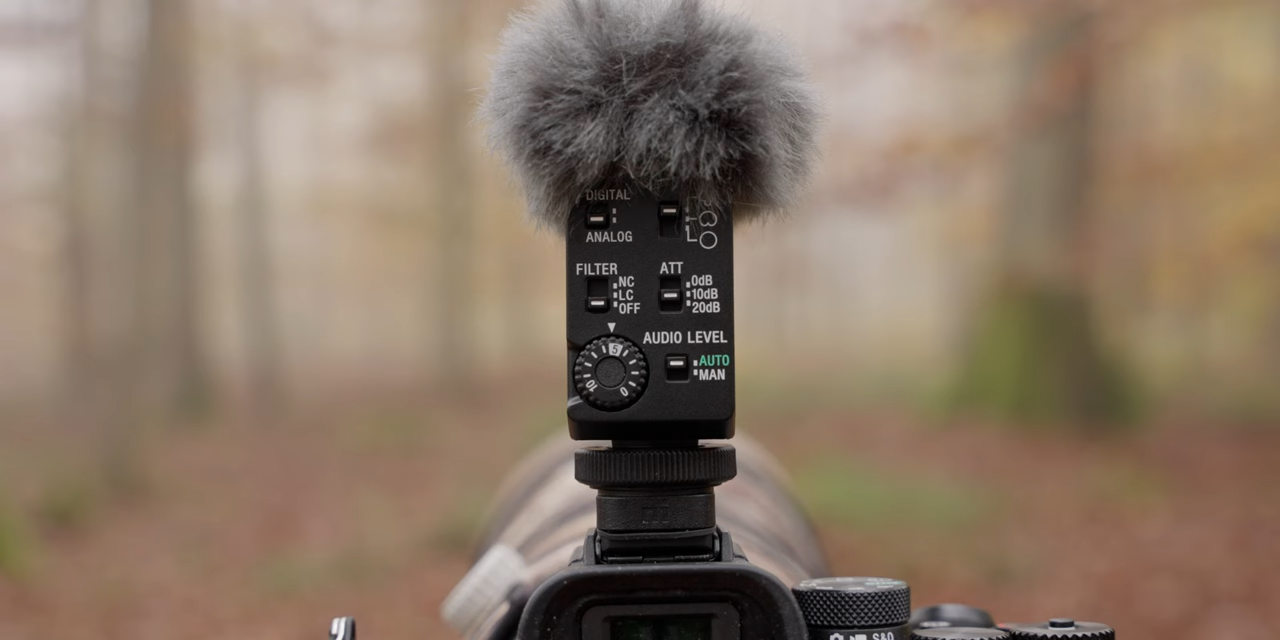 DIGITAL
ANALOG
FILTER
NC
LC
OFF
ATT
0dB
10dB
20dB
AUDIO LEVEL
AUTO
MAN
5
10
0
S&Q